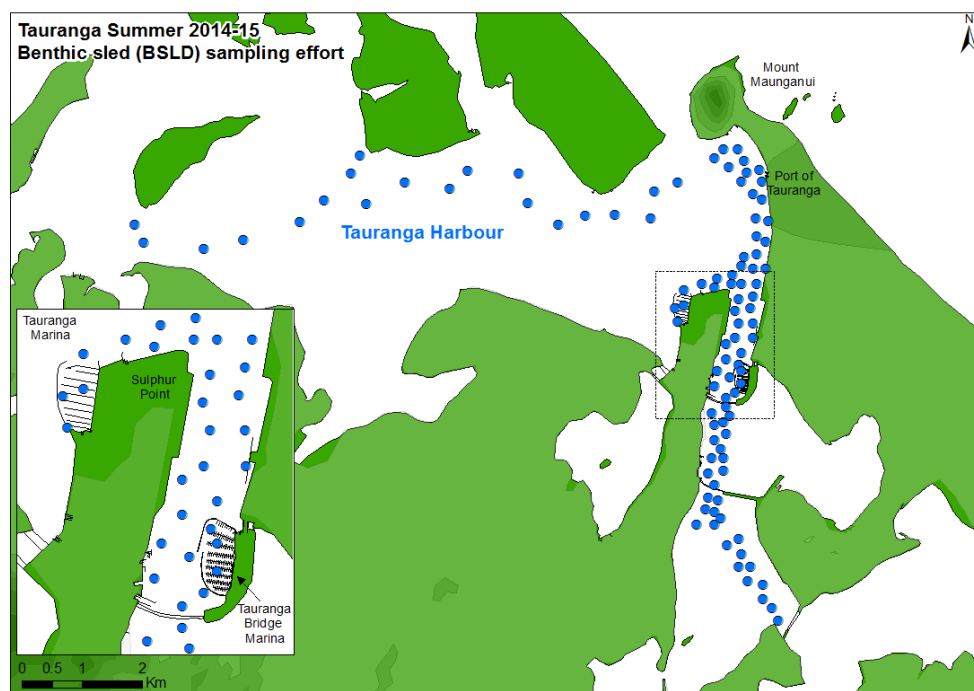 Tauranga Summer 2014-15
Benthic sled (BSLD) sampling effort
N
Mount
Maunganui
Port of
Tauranga
Tauranga Harbour
Tauranga
Marina
Sulphur
Point
Tauranga
Bridge
Marina
0 0.5 1 2
Km